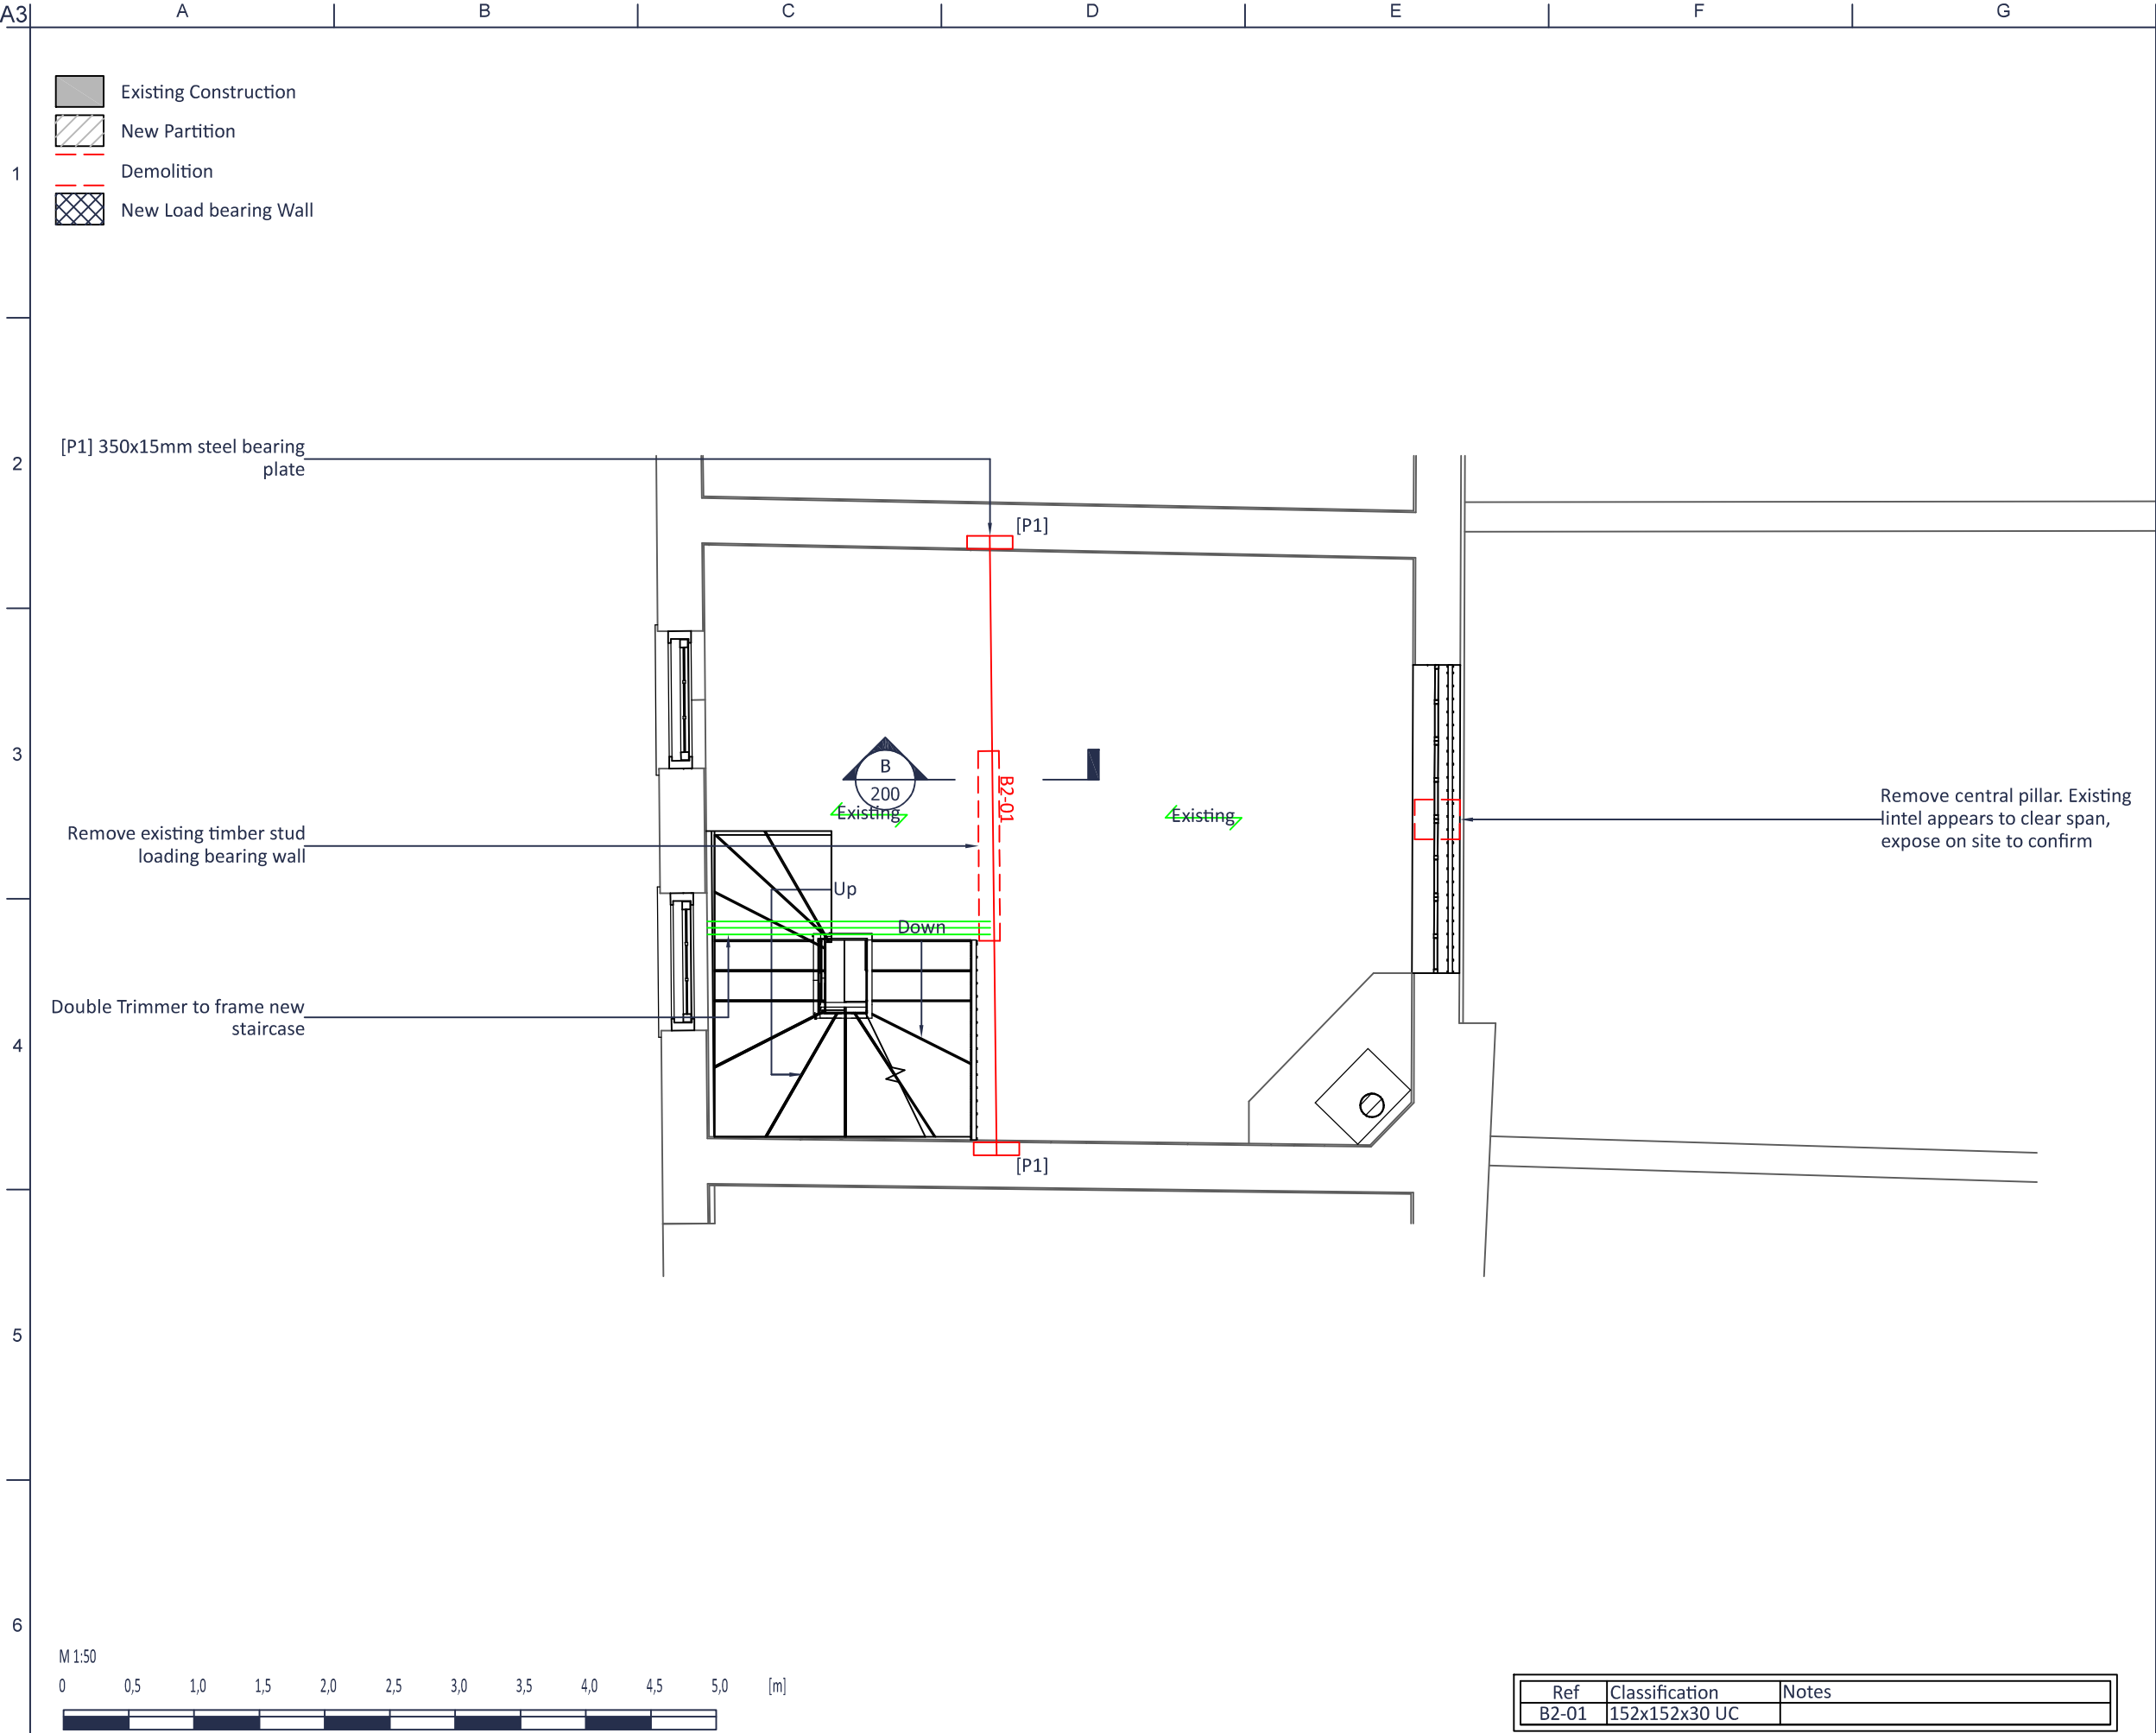 A3
A
B
C
D
E
F
G
Existing Construction
New Partition
1
Demolition
New Load bearing Wall
[P1] 350x15mm steel bearing
plate
2
[P1]
3
B
200
B2-01
Existing
Existing
Remove central pillar. Existing
lintel appears to clear span,
expose on site to confirm
Remove existing timber stud
loading bearing wall
Up
Down
Double Trimmer to frame new
staircase
4
[P1]
5
6
M 1:50
0 0,5 1,0 1,5 2,0 2,5 3,0 3,5 4,0 4,5 5,0 [m]
Ref Classification Notes
B2-01 152x152x30 UC